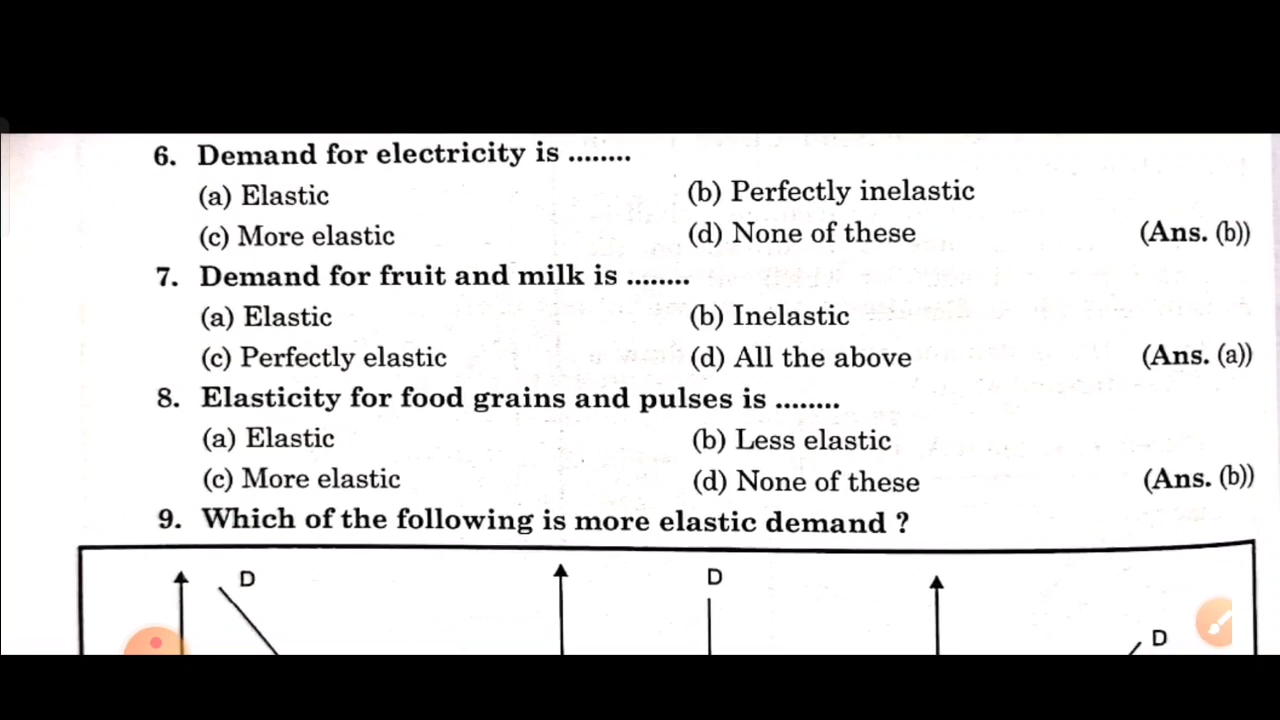 6. Demand for electricity is ........
(a) Elastic (b) Perfectly inelastic
(c) More elastic (d) None of these (Ans. (b))
7. Demand for fruit and milk is ........
(a) Elastic (b) Inelastic
(c) Perfectly elastic (d) All the above (Ans. (a))
8. Elasticity for food grains and pulses is ........
(a) Elastic (b) Less elastic
(c) More elastic (d) None of these (Ans. (b))
9. Which of the following is more elastic demand ?
D D
D